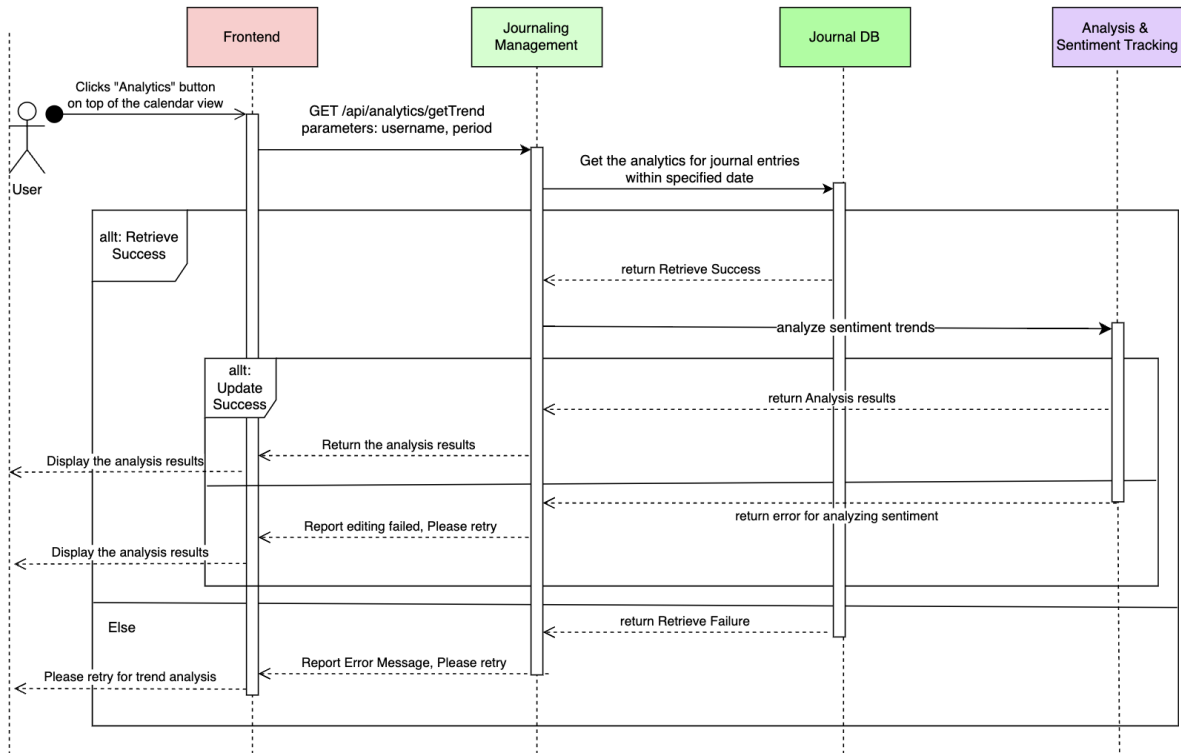 Frontend
Journaling
Management
Journal DB
Analysis &
Sentiment Tracking
Clicks "Analytics" button
on top of the calendar view
User
GET /api/analytics/getTrend
parameters: username, period
Get the analytics for journal entries
within specified date
allt: Retrieve
Success
return Retrieve Success
analyze sentiment trends
allt:
Update
Success
return Analysis results
Return the analysis results
Display the analysis results
return error for analyzing sentiment
Report editing failed, Please retry
Display the analysis results
Else
return Retrieve Failure
Report Error Message, Please retry
Please retry for trend analysis